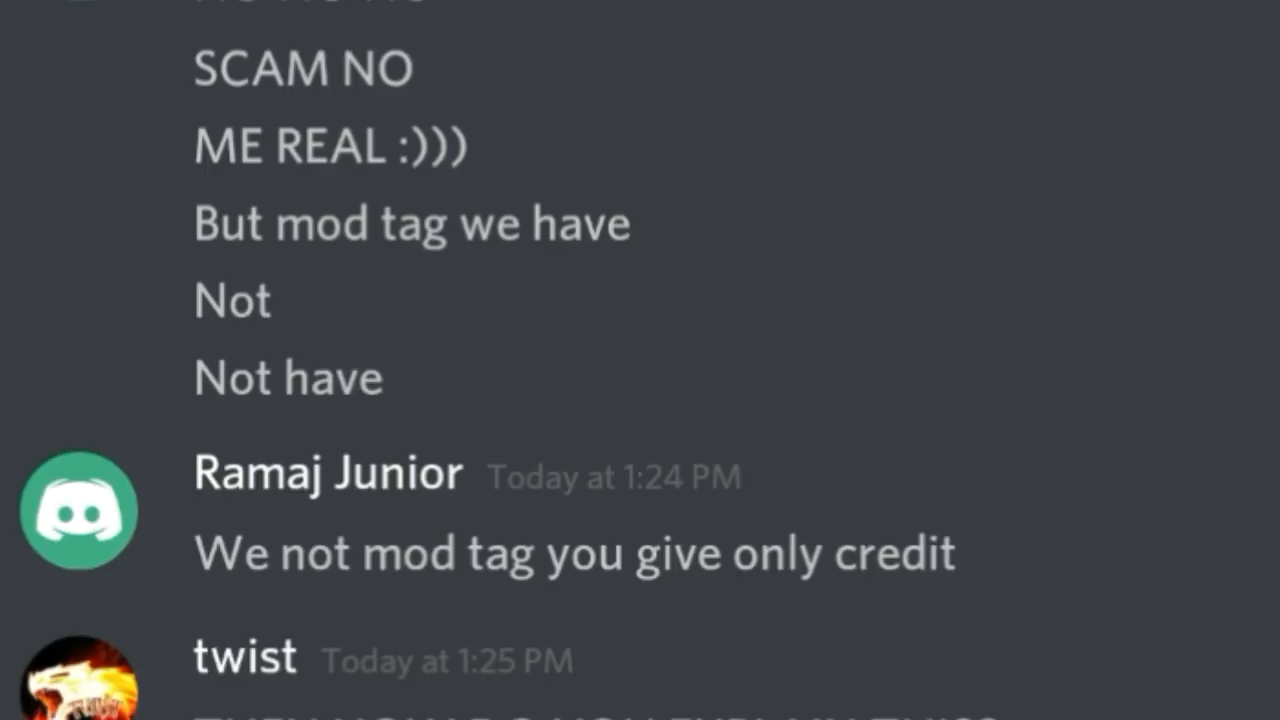 SCAM NO
ME REAL :)))
But mod tag we have
Not
Not have
Ramaj Junior Today at 1:24 PM
We not mod tag you give only credit
twist Today at 1:25 PM